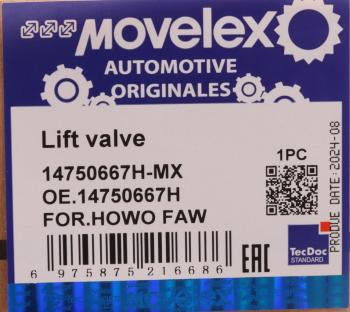 MOVELEX
AUTOMOTIVE
ORIGINALES
Lift valve
14750667H-MX
OE.14750667H
FOR.HOWO FAW
1PC
PRODUE DATE:2024-08
6 975875 216686
EAC
TecDoc
STANDARD